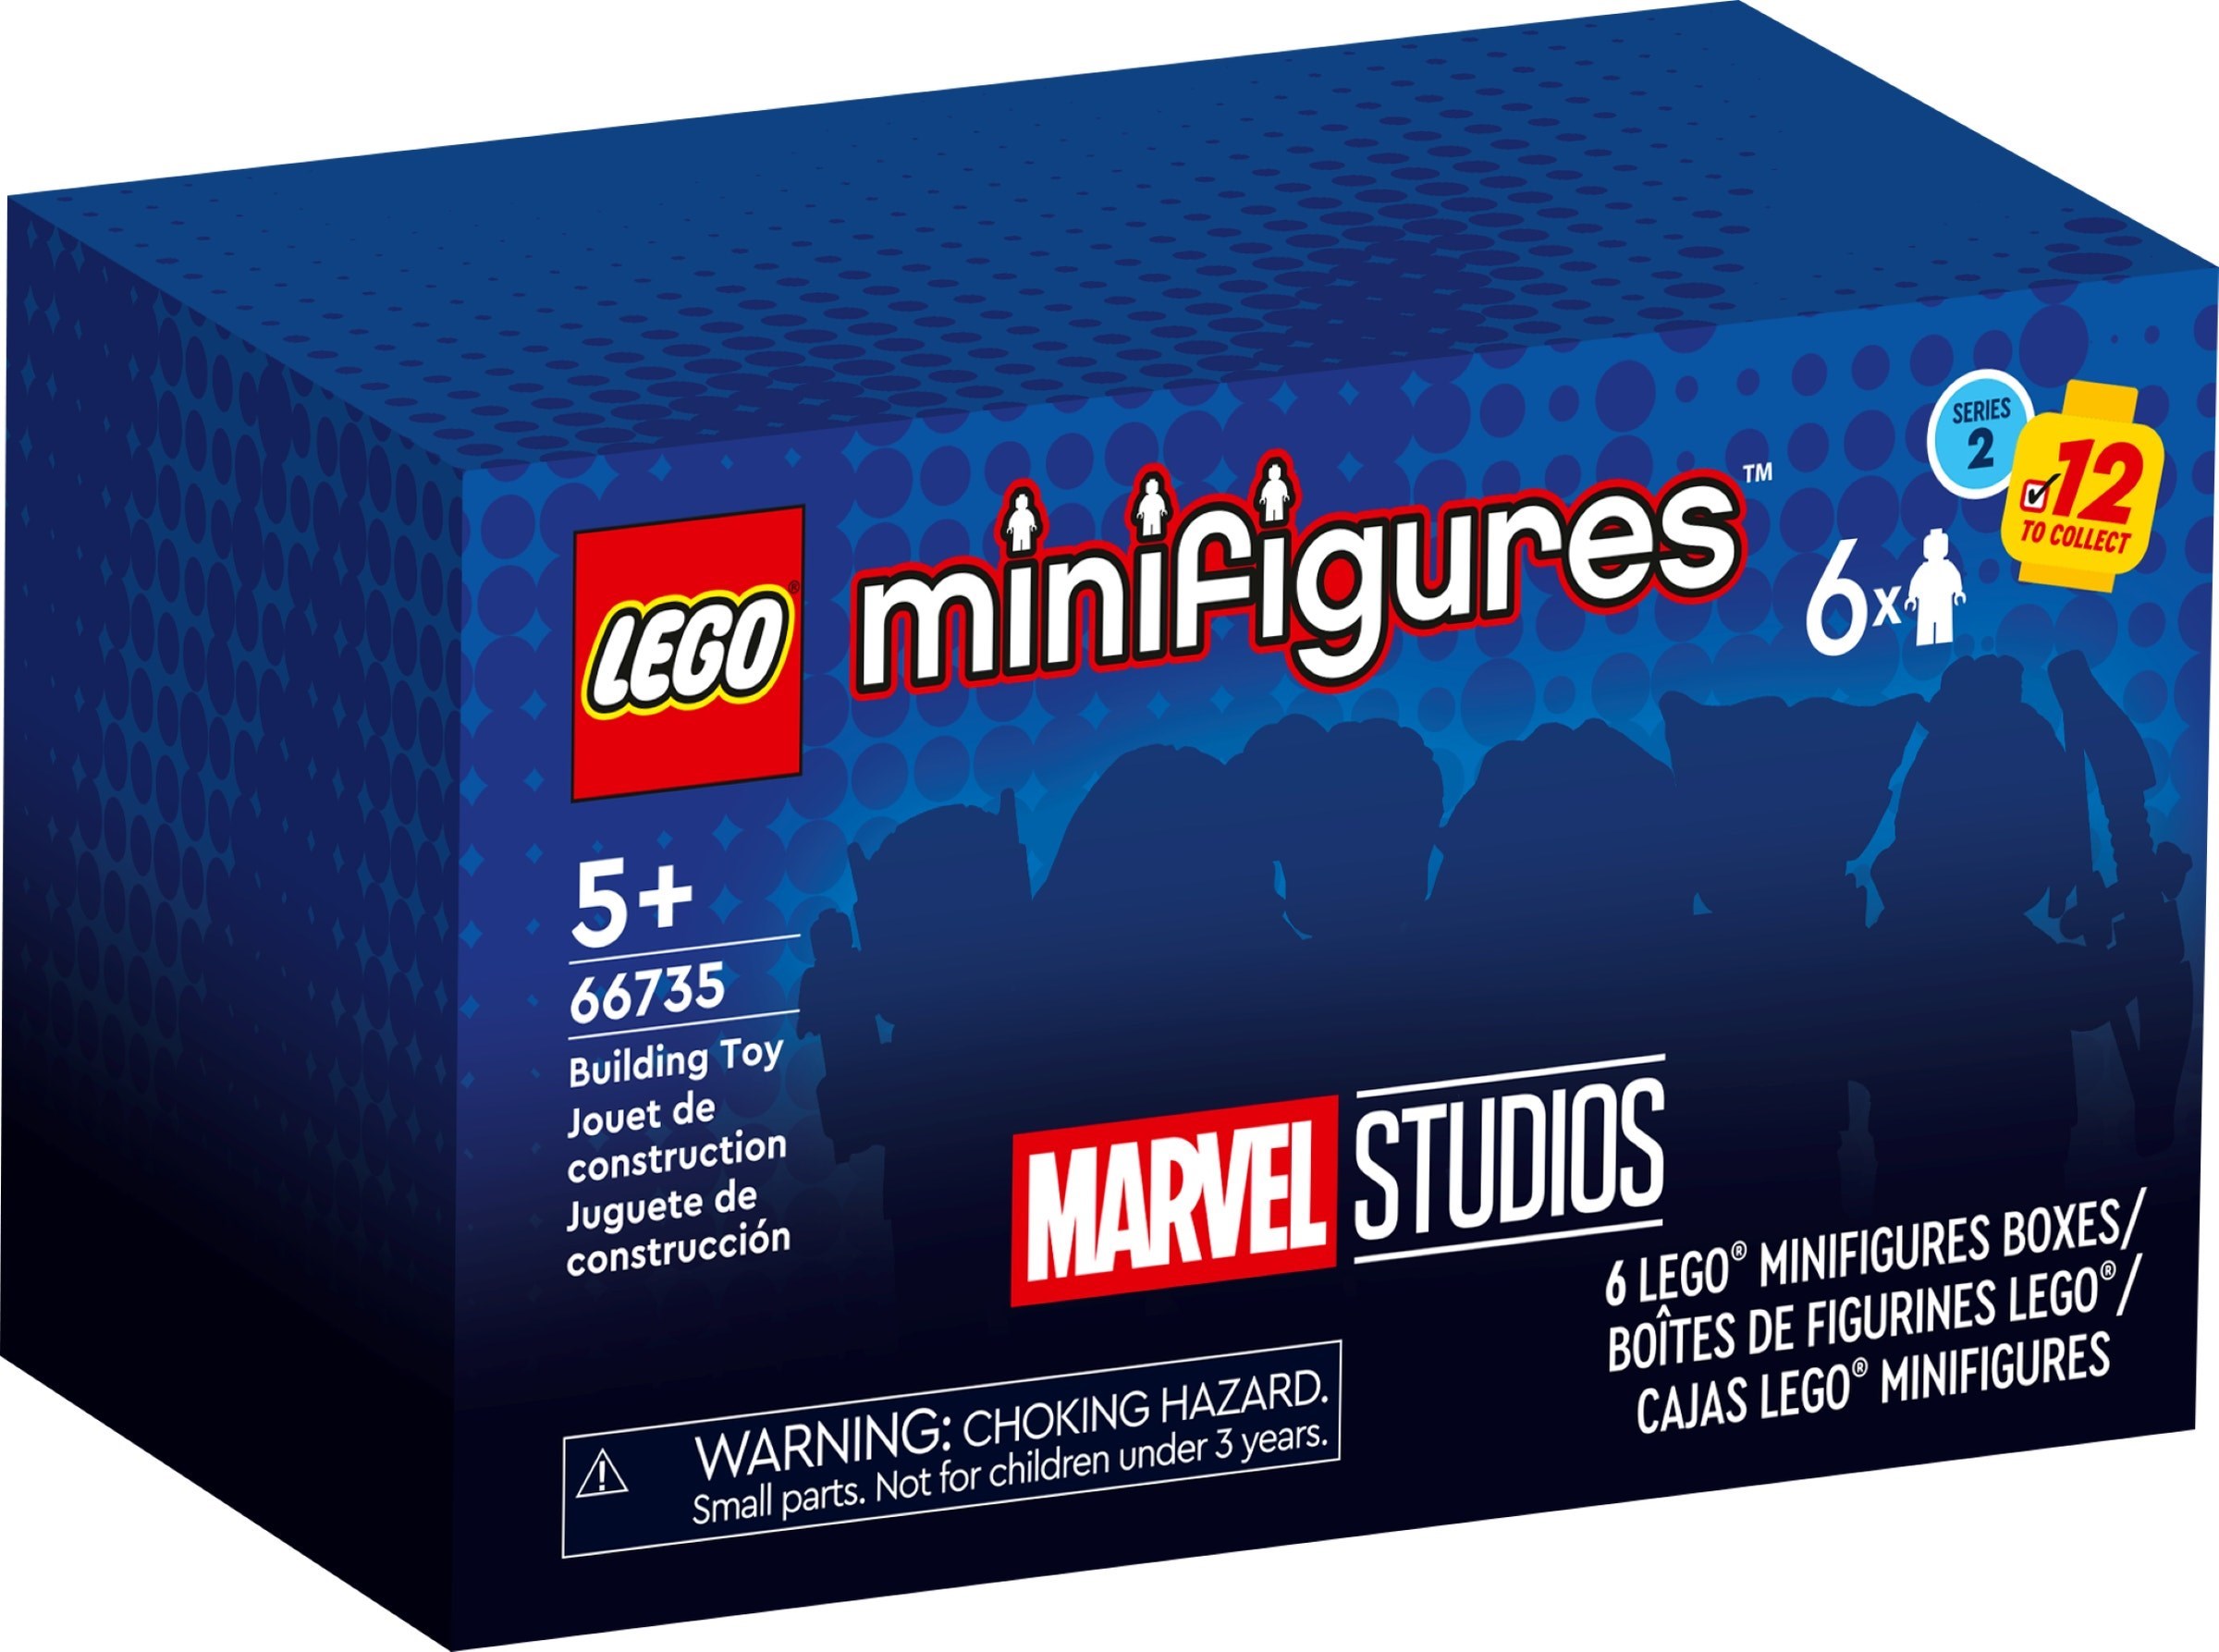 SERIES
2
12
TO COLLECT
LEGO®
minifigures™
6x
5+
66735
Building Toy
Jouet de
construction
Juguete de
construcción
MARVEL STUDIOS
6 LEGO® MINIFIGURES BOXES/
BOÎTES DE FIGURINES LEGO®/
CAJAS LEGO® MINIFIGURES
WARNING: CHOKING HAZARD.
Small parts. Not for children under 3 years.